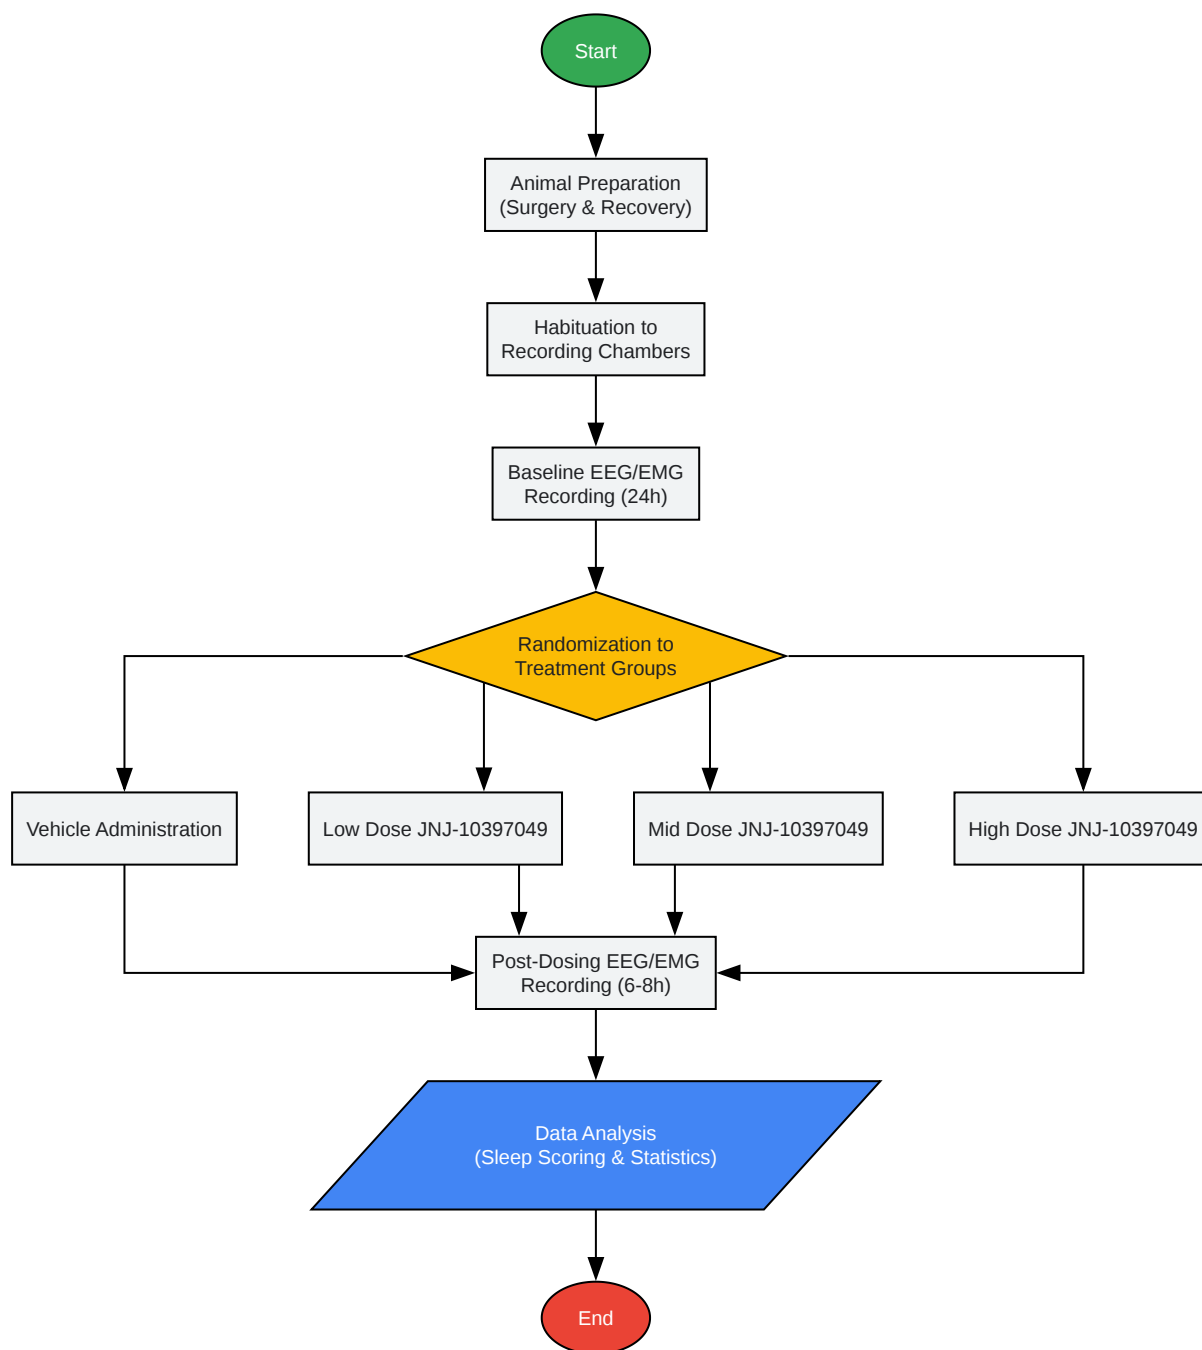 Start
Animal Preparation
(Surgery & Recovery)
Habituation to
Recording Chambers
Baseline EEG/EMG
Recording (24h)
Randomization to
Treatment Groups
Vehicle Administration
Low Dose JNJ-10397049
Mid Dose JNJ-10397049
High Dose JNJ-10397049
Post-Dosing EEG/EMG
Recording (6-8h)
Data Analysis
(Sleep Scoring & Statistics)
End